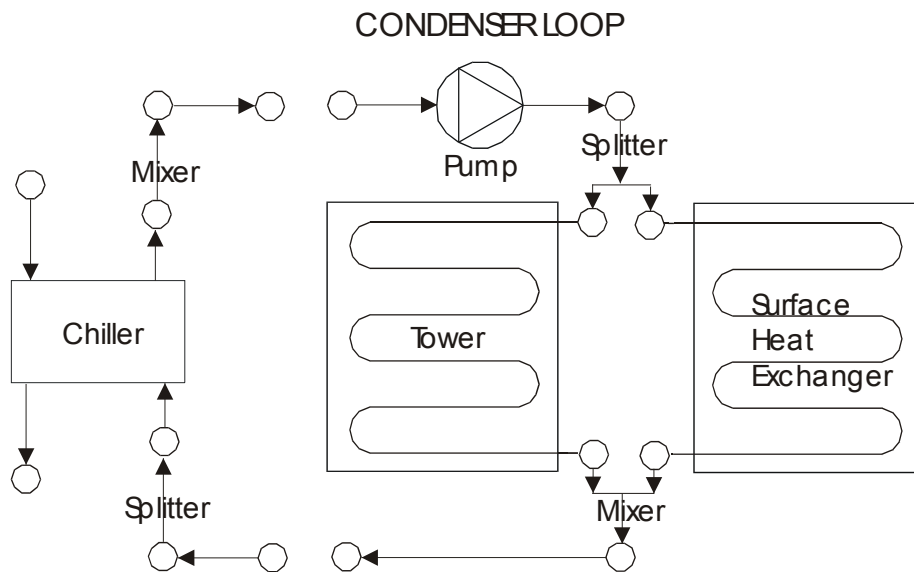 CONDENSER LOOP
Mixer
Pump
Splitter
Chiller
Tower
Surface
Heat
Exchanger
Splitter
Mixer